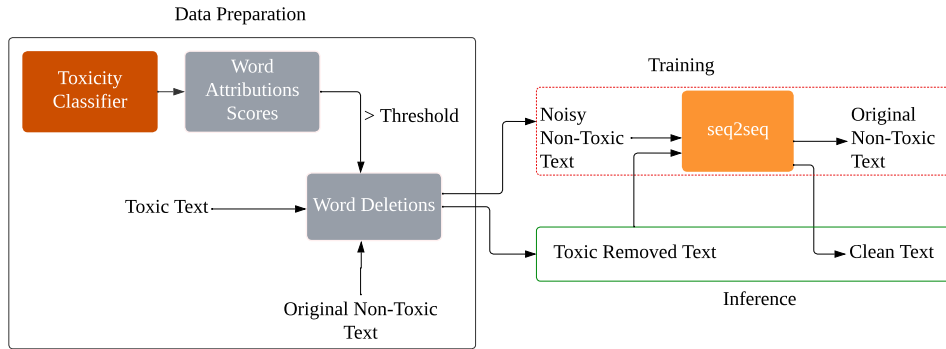 Data Preparation
Toxicity
Classifier
Word
Attributions
Scores
> Threshold
Toxic Text
Word Deletions
Original Non-Toxic
Text
Training
Noisy
Non-Toxic
Text
seq2seq
Original
Non-Toxic
Text
Toxic Removed Text
Clean Text
Inference